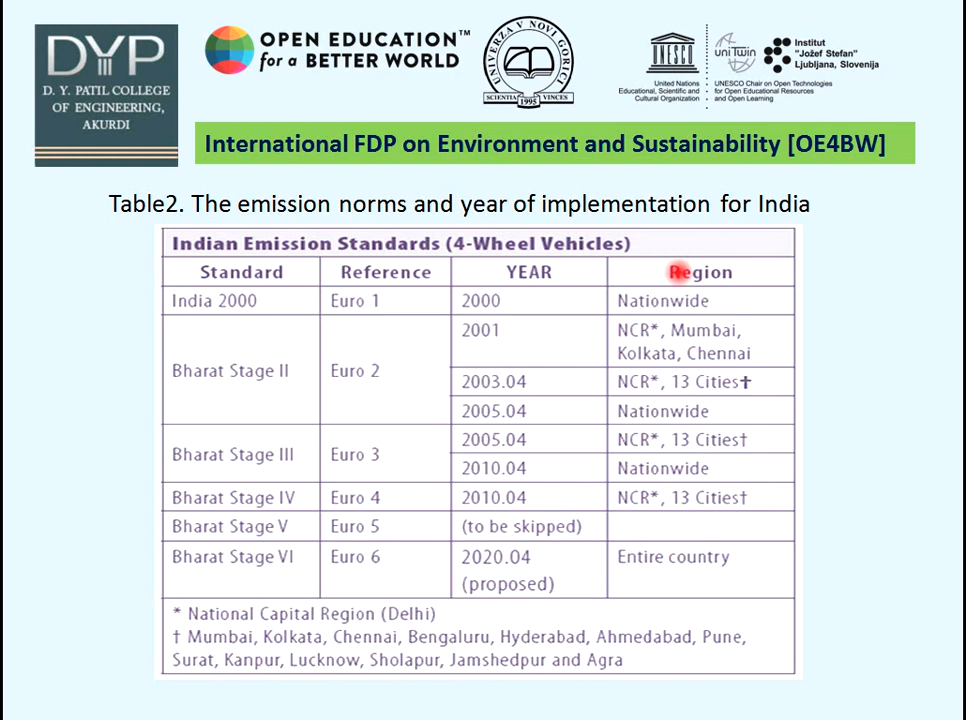 DYP
D. Y. PATIL COLLEGE
OF ENGINEERING,
AKURDI
OPEN EDUCATION™
for a BETTER WORLD
UNIVERZA V NOVI GORICI
SCIENTIA VINCES
1995
UNESCO
United Nations
Educational, Scientific and
Cultural Organization
uniTwin
Institut
"Jožef Stefan"
Ljubljana, Slovenija
UNESCO Chair on Open Technologies
for Open Educational Resources
and Open Learning
International FDP on Environment and Sustainability [OE4BW]
Table2. The emission norms and year of implementation for India
Indian Emission Standards (4-Wheel Vehicles)
Standard Reference YEAR Region
India 2000 Euro 1 2000 Nationwide
Bharat Stage II Euro 2 2001 NCR*, Mumbai,
Kolkata, Chennai
2003.04 NCR*, 13 Cities†
2005.04 Nationwide
Bharat Stage III Euro 3 2005.04 NCR*, 13 Cities†
2010.04 Nationwide
Bharat Stage IV Euro 4 2010.04 NCR*, 13 Cities†
Bharat Stage V Euro 5 (to be skipped)
Bharat Stage VI Euro 6 2020.04 Entire country
(proposed)
* National Capital Region (Delhi)
† Mumbai, Kolkata, Chennai, Bengaluru, Hyderabad, Ahmedabad, Pune,
Surat, Kanpur, Lucknow, Sholapur, Jamshedpur and Agra